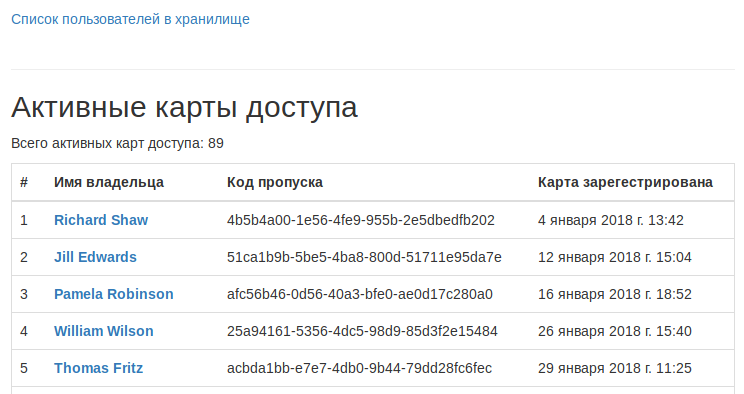 Список пользователей в хранилище
Активные карты доступа
Всего активных карт доступа: 89
# Имя владельца Код пропуска Карта зарегестрирована
1 Richard Shaw 4b5b4a00-1e56-4fe9-955b-2e5dbedfb202 4 января 2018 г. 13:42
2 Jill Edwards 51ca1b9b-5be5-4ba8-800d-51711e95da7e 12 января 2018 г. 15:04
3 Pamela Robinson afc56b46-0d56-40a3-bfe0-ae0d17c280a0 16 января 2018 г. 18:52
4 William Wilson 25a94161-5356-4dc5-98d9-85d3f2e15484 26 января 2018 г. 15:40
5 Thomas Fritz acbda1bb-e7e7-4db0-9b44-79dd28fc6fec 29 января 2018 г. 11:25